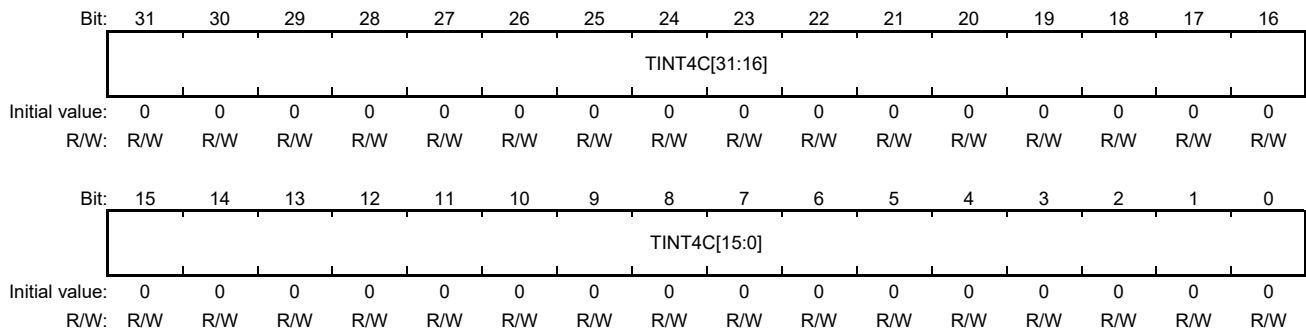 Bit: 31 30 29 28 27 26 25 24 23 22 21 20 19 18 17 16
TINT4C[31:16]
Initial value: 0 0 0 0 0 0 0 0 0 0 0 0 0 0 0 0
R/W: R/W R/W R/W R/W R/W R/W R/W R/W R/W R/W R/W R/W R/W R/W R/W R/W
Bit: 15 14 13 12 11 10 9 8 7 6 5 4 3 2 1 0
TINT4C[15:0]
Initial value: 0 0 0 0 0 0 0 0 0 0 0 0 0 0 0 0
R/W: R/W R/W R/W R/W R/W R/W R/W R/W R/W R/W R/W R/W R/W R/W R/W R/W